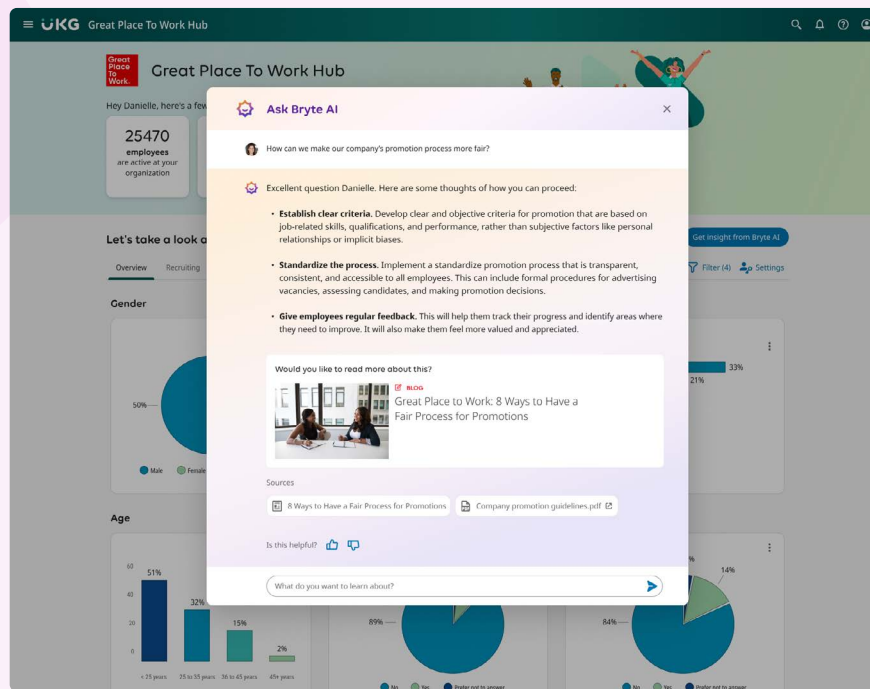 UKG Great Place To Work Hub
Great
Place
To
Work.
Great Place To Work Hub
Hey Danielle, here's a few
25470
employees
are active at your
organization
Let's take a look a
Get insight from Bryte AI
Overview Recruiting
Filter (4) Settings
Gender
50%
Male Female
33%
21%
Ask Bryte AI
How can we make our company's promotion process more fair?
Excellent question Danielle. Here are some thoughts of how you can proceed:
• Establish clear criteria. Develop clear and objective criteria for promotion that are based on
job-related skills, qualifications, and performance, rather than subjective factors like personal
relationships or implicit biases.
• Standardize the process. Implement a standardize promotion process that is transparent,
consistent, and accessible to all employees. This can include formal procedures for advertising
vacancies, assessing candidates, and making promotion decisions.
• Give employees regular feedback. This will help them track their progress and identify areas where
they need to improve. It will also make them feel more valued and appreciated.
Would you like to read more about this?
BLOG
Great Place to Work: 8 Ways to Have a
Fair Process for Promotions
Sources
8 Ways to Have a Fair Process for Promotions
Company promotion guidelines.pdf
Is this helpful?
What do you want to learn about?
Age
60
40
20
0
51%
32%
15%
2%
< 25 years 25 to 35 years 36 to 45 years 45+ years
89%
No Yes Prefer not to answer
14%
84%
No Yes Prefer not to answer